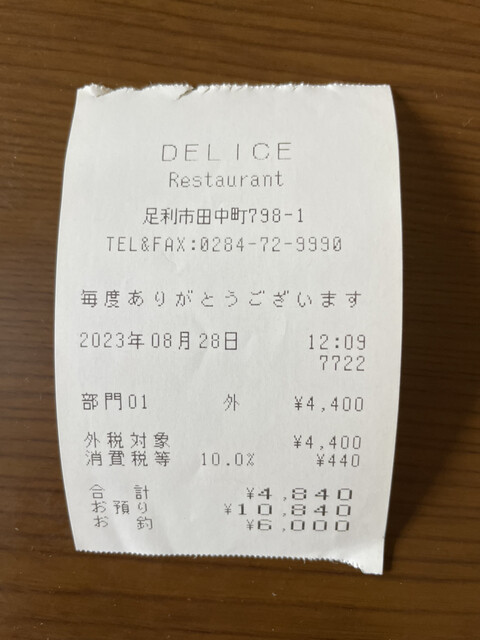 DELICE
Restaurant
足利市田中町798-1
TEL&FAX:0284-72-9990
毎度ありがとうございます
2023年08月28日 12:09
7722
部門01 外 ¥4,400
外税対象 ¥4,400
消費税等 10.0% ¥440
合 計 ¥4,840
お預り ¥10,840
お 釣 ¥6,000